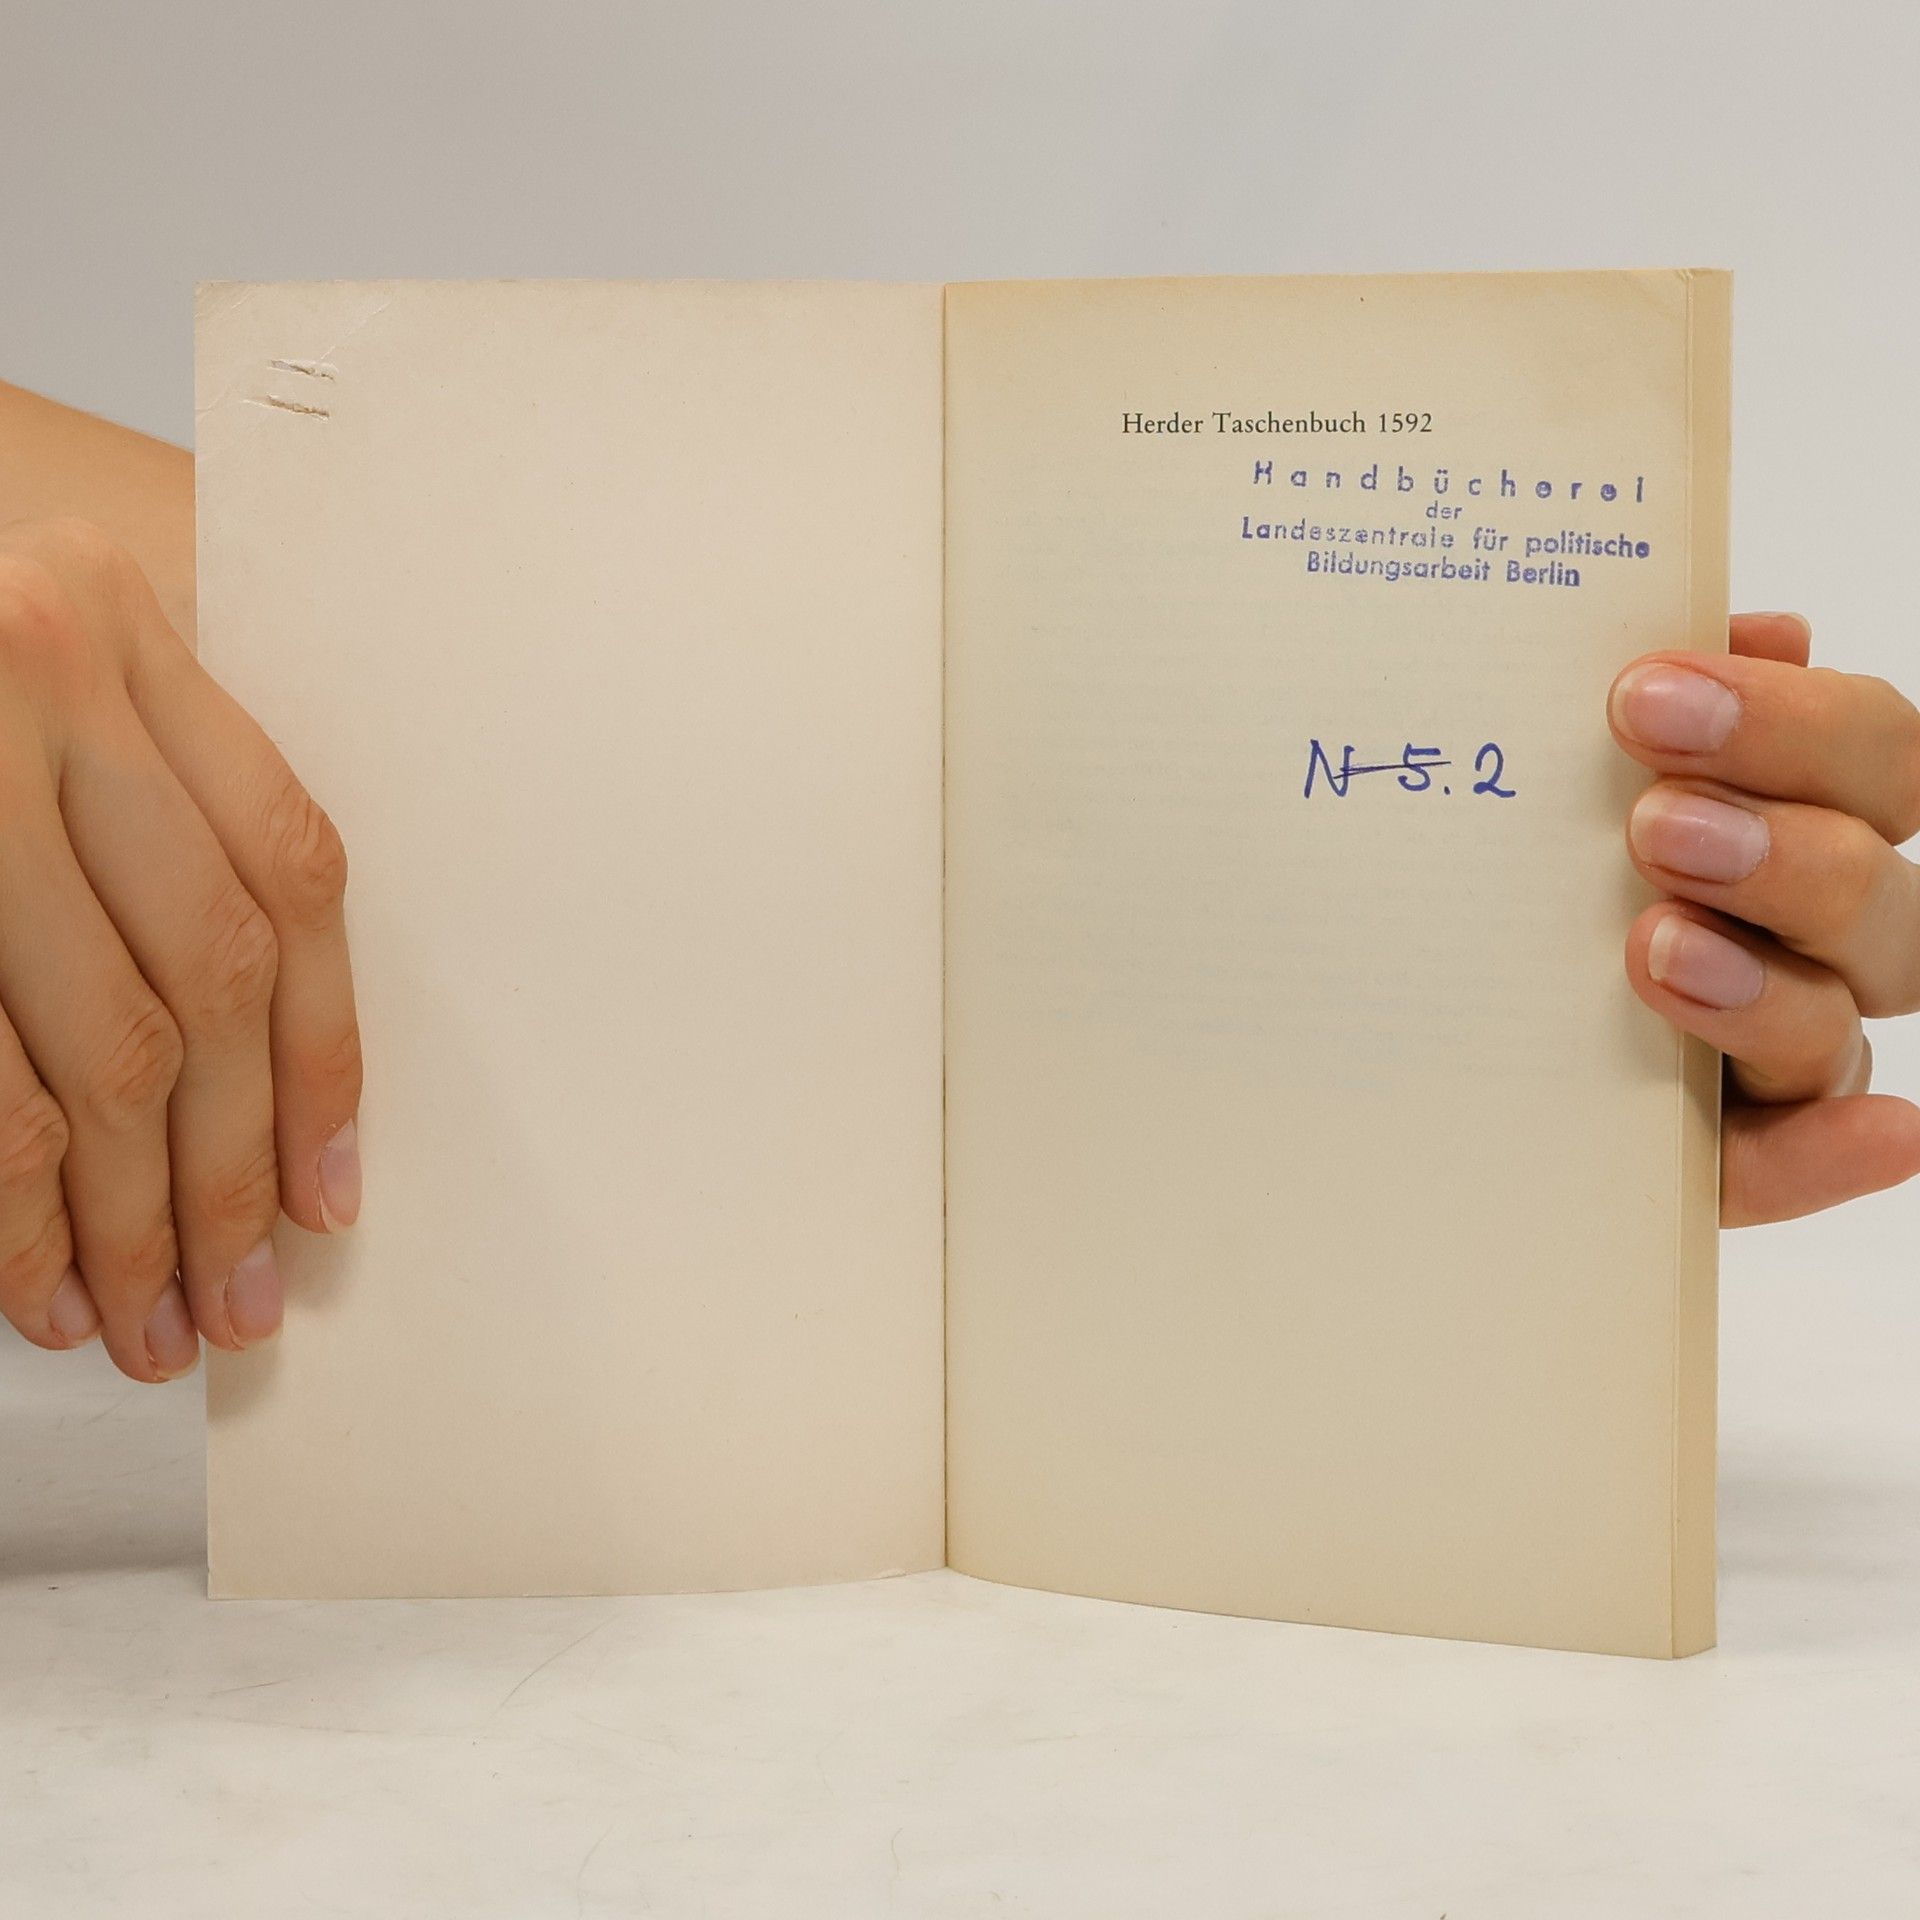 Herder Taschenbuch 1592
Handbücherei
der
Landeszentrale für politische
Bildungsarbeit Berlin
N 5.2